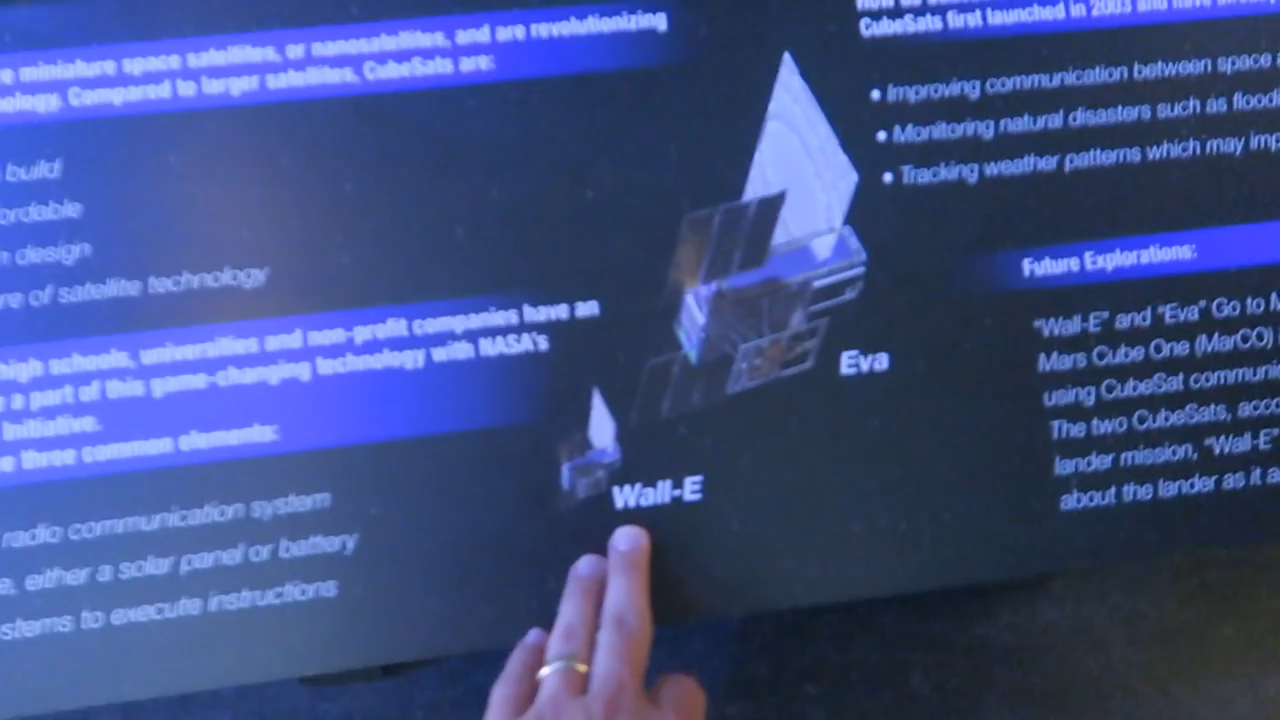 re miniature space satellites, or nanosatellites, and are revolutionizing
nology. Compared to larger satellites, CubeSats are:
build
ordable
n design
re of satellite technology
high schools, universities and non-profit companies have an
e a part of this game-changing technology with NASA's
Initiative.
e three common elements:
radio communication system
e, either a solar panel or battery
stems to execute instructions
Eva
Wall-E
CubeSats first launched in 2003 and have
• Improving communication between space
• Monitoring natural disasters such as floodi
• Tracking weather patterns which may imp
Future Explorations:
"Wall-E" and "Eva" Go to M
Mars Cube One (MarCO)
using CubeSat communi
The two CubeSats, acco
lander mission, "Wall-E"
about the lander as it a